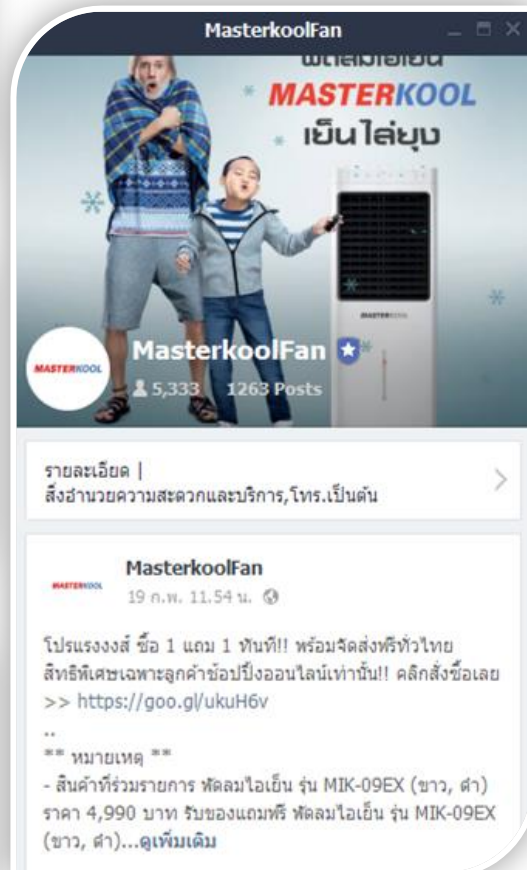 MasterkoolFan
พัดลมไอเย็น
MASTERKOOL
เย็น ไล่ยุง
MASTERKOOL
MASTERKOOL
MasterkoolFan
5,333 1263 Posts
รายละเอียด |
สิ่งอำนวยความสะดวกและบริการ,โทร.เป็นต้น
MASTERKOOL
MasterkoolFan
19 ก.พ. 11.54 น.
โปรแรงงงส์ ซื้อ 1 แถม 1 ทันที!! พร้อมจัดส่งฟรีทั่วไทย
สิทธิพิเศษเฉพาะลูกค้าช้อปปิ้งออนไลน์เท่านั้น!! คลิกสั่งซื้อเลย
>> https://goo.gl/ukuH6v
..
** หมายเหตุ **
- สินค้าที่ร่วมรายการ พัดลมไอเย็น รุ่น MIK-09EX (ขาว, ดำ)
ราคา 4,990 บาท รับของแถมฟรี พัดลมไอเย็น รุ่น MIK-09EX
(ขาว, ดำ)...ดูเพิ่มเติม